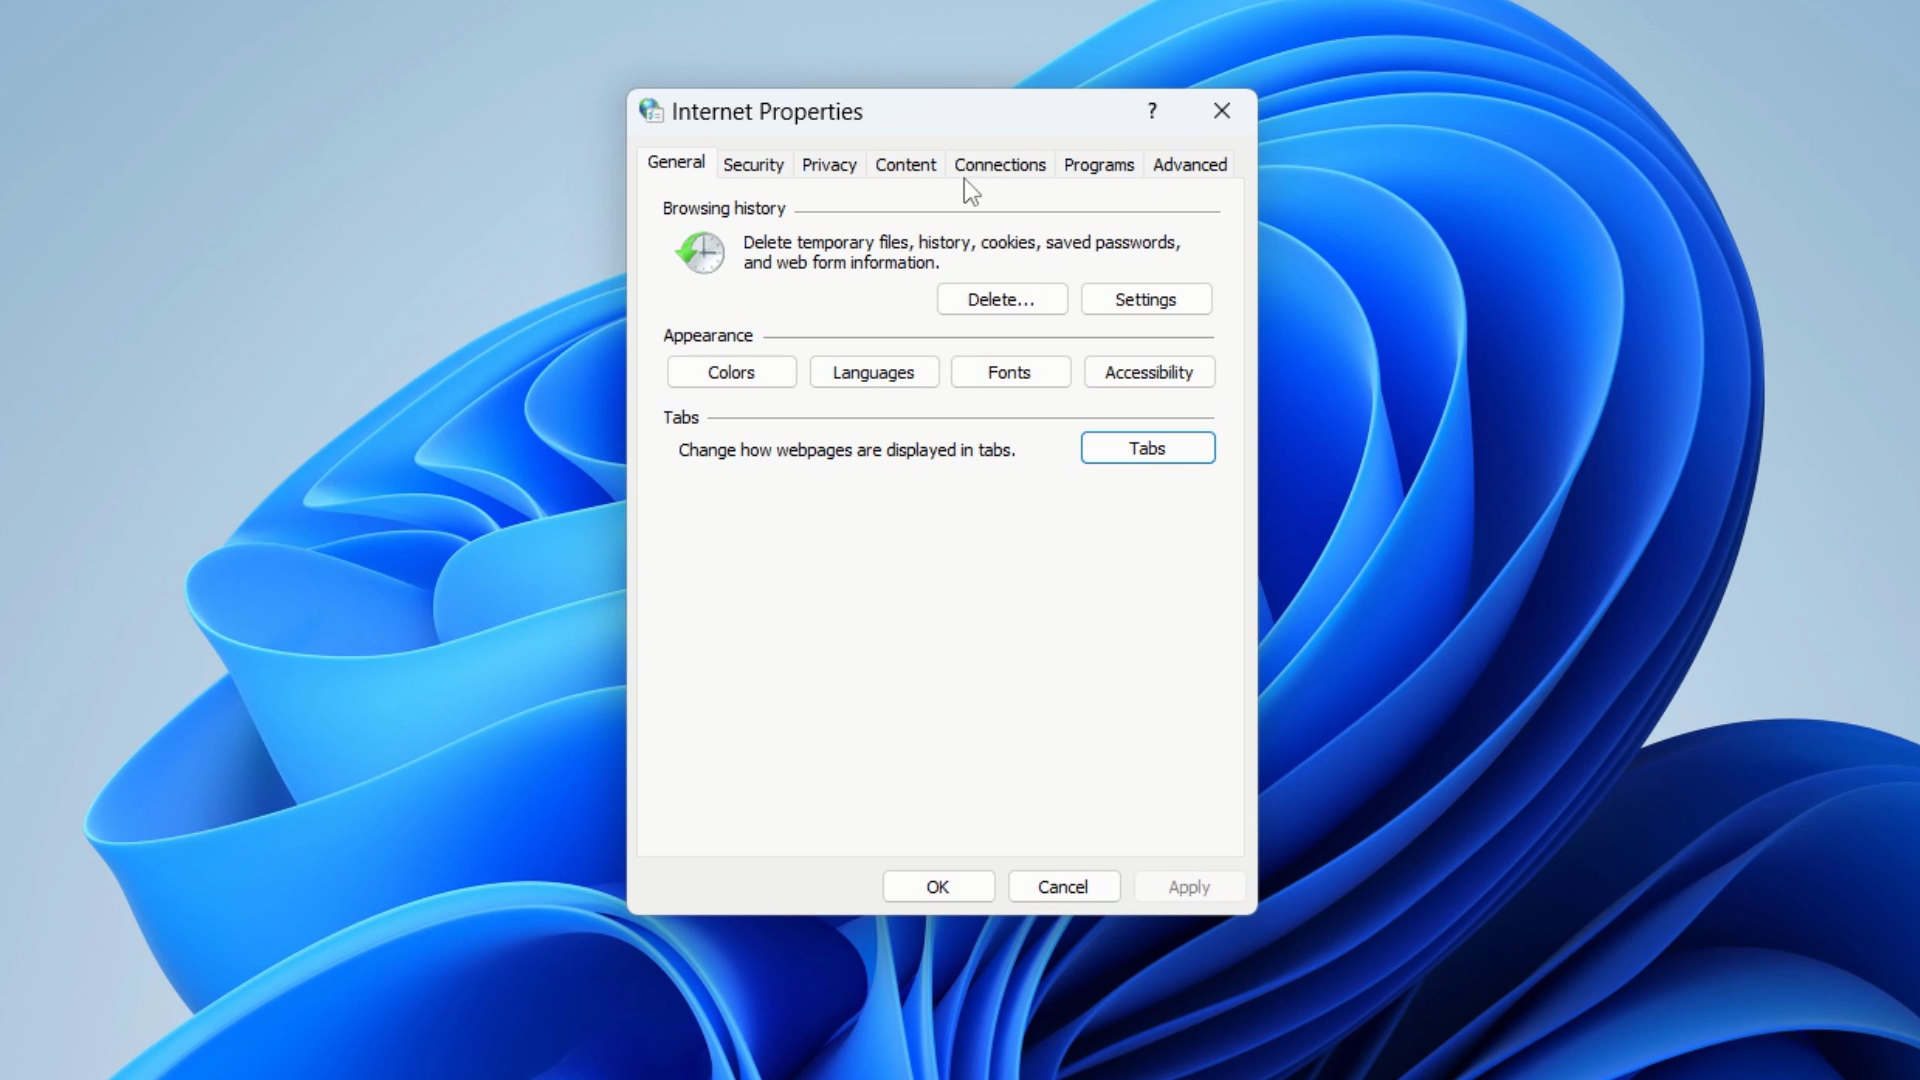 Internet Properties ?
General Security Privacy Content Connections Programs Advanced
Browsing history
Delete temporary files, history, cookies, saved passwords,
and web form information.
Delete... Settings
Appearance
Colors Languages Fonts Accessibility
Tabs
Change how webpages are displayed in tabs. Tabs
OK Cancel Apply